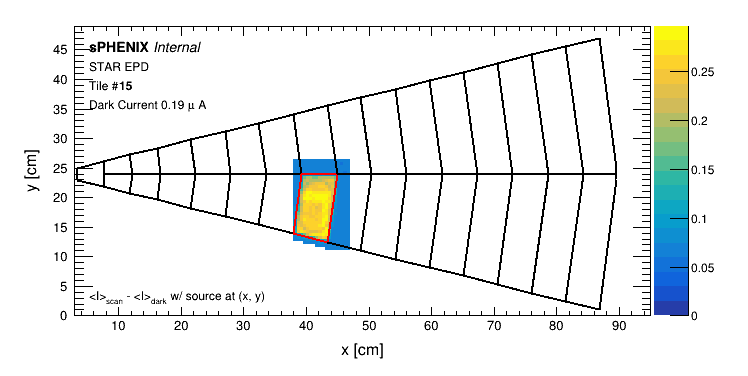 sPHENIX Internal
STAR EPD
Tile #15
Dark Current 0.19 μ A
<I>scan - <I>dark w/ source at (x, y)
y [cm]
45
40
35
30
25
20
15
10
5
0
10 20 30 40 50 60 70 80 90
x [cm]
0.25
0.2
0.15
0.1
0.05
0